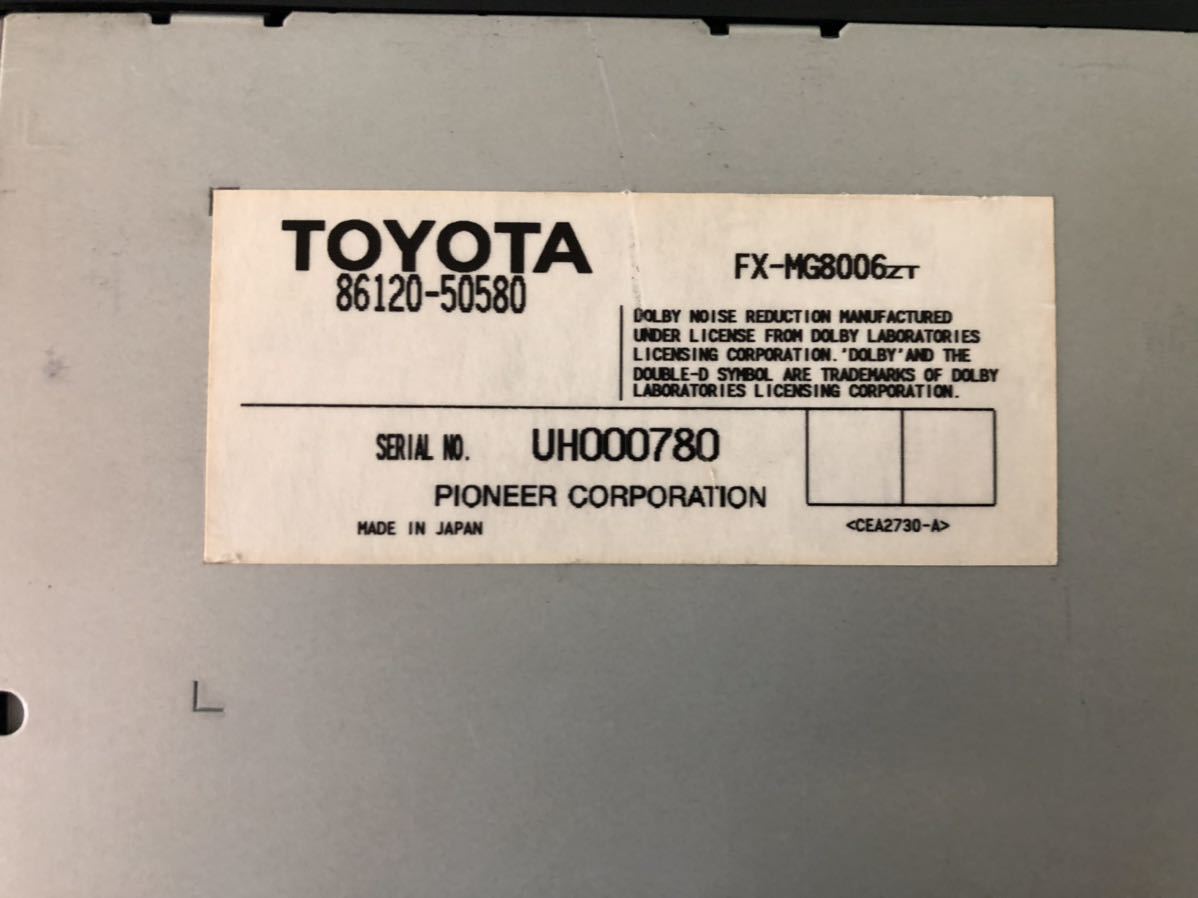 TOYOTA
86120-50580
FX-MG8006ZT
DOLBY NOISE REDUCTION MANUFACTURED
UNDER LICENSE FROM DOLBY LABORATORIES
LICENSING CORPORATION. 'DOLBY' AND THE
DOUBLE-D SYMBOL ARE TRADEMARKS OF DOLBY
LABORATORIES LICENSING CORPORATION.
SERIAL NO. UH000780
PIONEER CORPORATION
MADE IN JAPAN
<CEA2730-A>